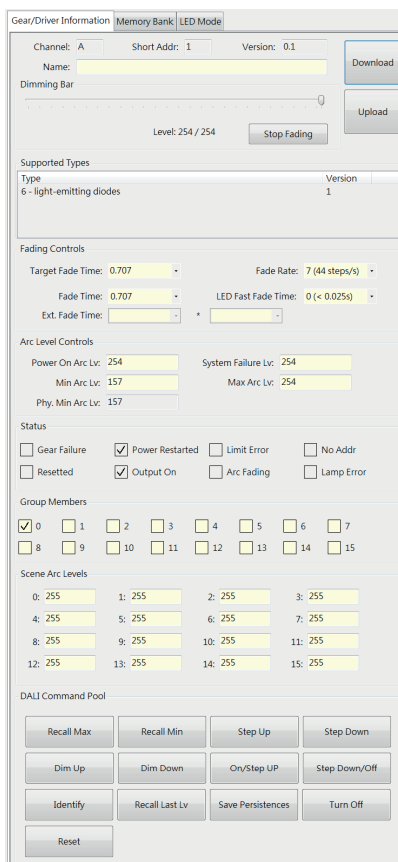 Gear/Driver Information Memory Bank LED Mode
Channel: A Short Addr: 1 Version: 0.1
Download
Name:
Dimming Bar
Upload
Level: 254 / 254 Stop Fading
Supported Types
Type Version
6 - light-emitting diodes 1
Fading Controls
Target Fade Time: 0.707 Fade Rate: 7 (44 steps/s)
Fade Time: 0.707 LED Fast Fade Time: 0 (< 0.025s)
Ext. Fade Time: *
Arc Level Controls
Power On Arc Lv: 254 System Failure Lv: 254
Min Arc Lv: 157 Max Arc Lv: 254
Phy. Min Arc Lv: 157
Status
Gear Failure Power Restarted Limit Error No Addr
Resetted Output On Arc Fading Lamp Error
Group Members
0 1 2 3 4 5 6 7
8 9 10 11 12 13 14 15
Scene Arc Levels
0: 255 1: 255 2: 255 3: 255
4: 255 5: 255 6: 255 7: 255
8: 255 9: 255 10: 255 11: 255
12: 255 13: 255 14: 255 15: 255
DALI Command Pool
Recall Max Recall Min Step Up Step Down
Dim Up Dim Down On/Step UP Step Down/Off
Identify Recall Last Lv Save Persistences Turn Off
Reset